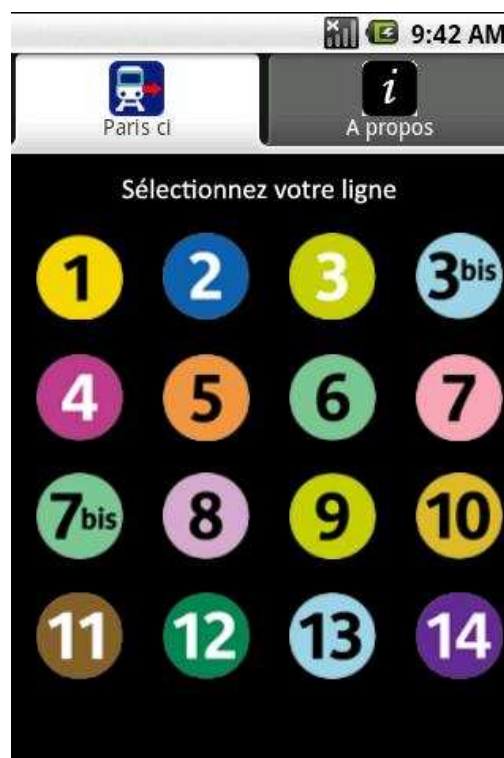 9:42 AM
Paris ci
i
A propos
Sélectionnez votre ligne
1 2 3 3bis
4 5 6 7
7bis 8 9 10
11 12 13 14